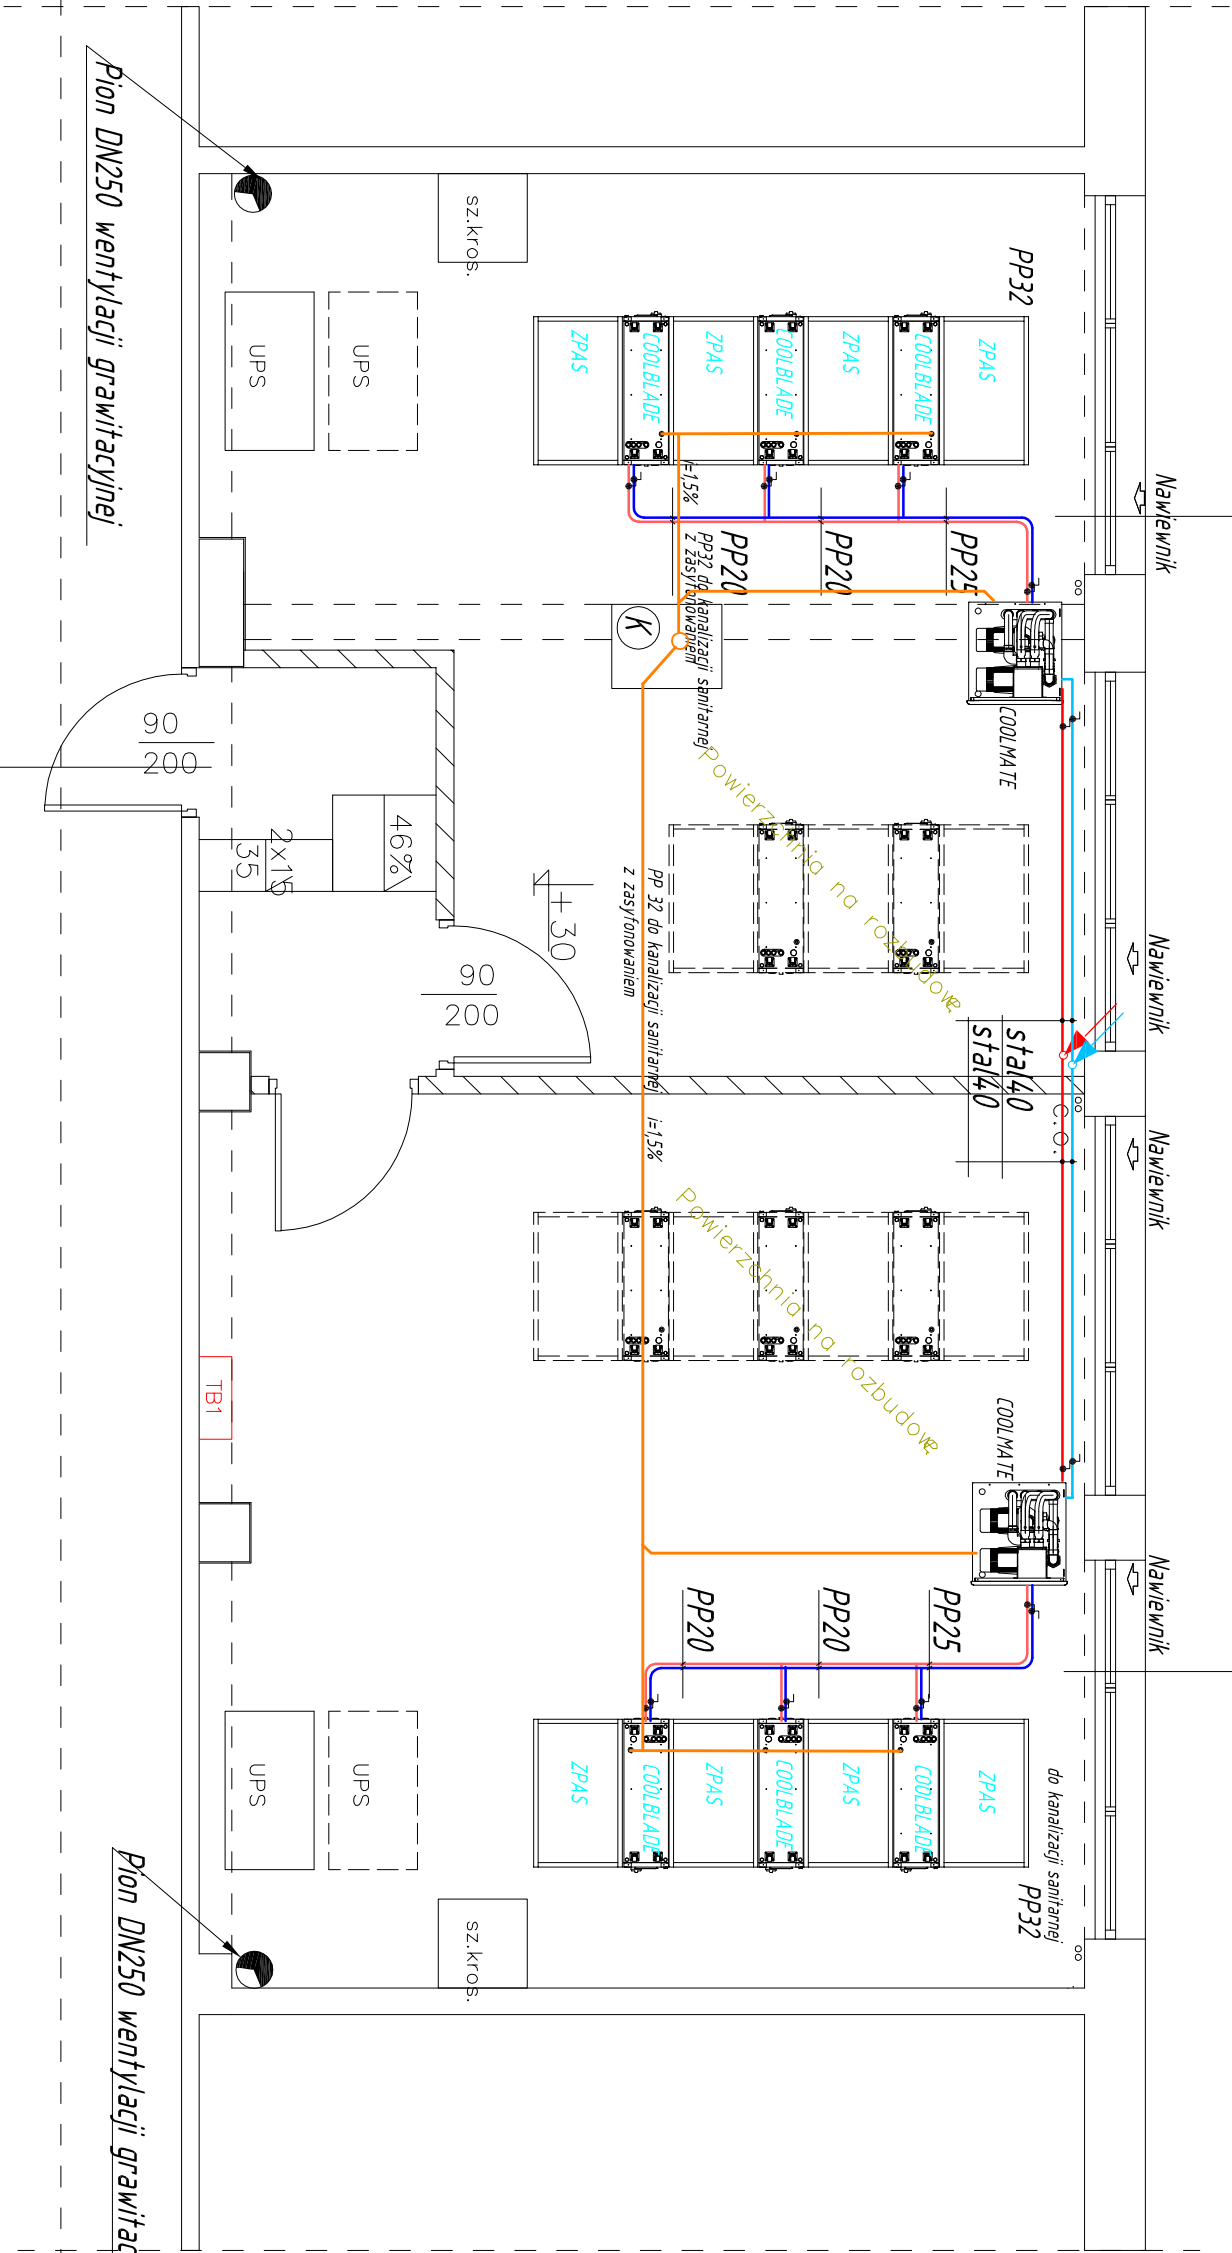 Pion DN250 wentylacji grawitacyjnej
sz.kros.
UPS
UPS
PP32
ZPAS
COOLBLADE
ZPAS
COOLBLADE
ZPAS
COOLBLADE
ZPAS
Nawiewnik
i=1,5%
PP20
PP20
PP25
PP32 do kanalizacji sanitarnej
z zasyfonowaniem
K
COOLMATE
90
200
46%
2x15
35
+30
90
200
Powierzchnia na rozbudowę
PP 32 do kanalizacji sanitarnej i=1,5%
z zasyfonowaniem
Nawiewnik
stal40
stal40
C.O.
Nawiewnik
Powierzchnia na rozbudowę
TB1
COOLMATE
Nawiewnik
PP20
PP20
PP25
UPS
UPS
ZPAS
COOLBLADE
ZPAS
COOLBLADE
ZPAS
COOLBLADE
ZPAS
do kanalizacji sanitarnej
PP32
sz.kros.
Pion DN250 wentylacji grawitac